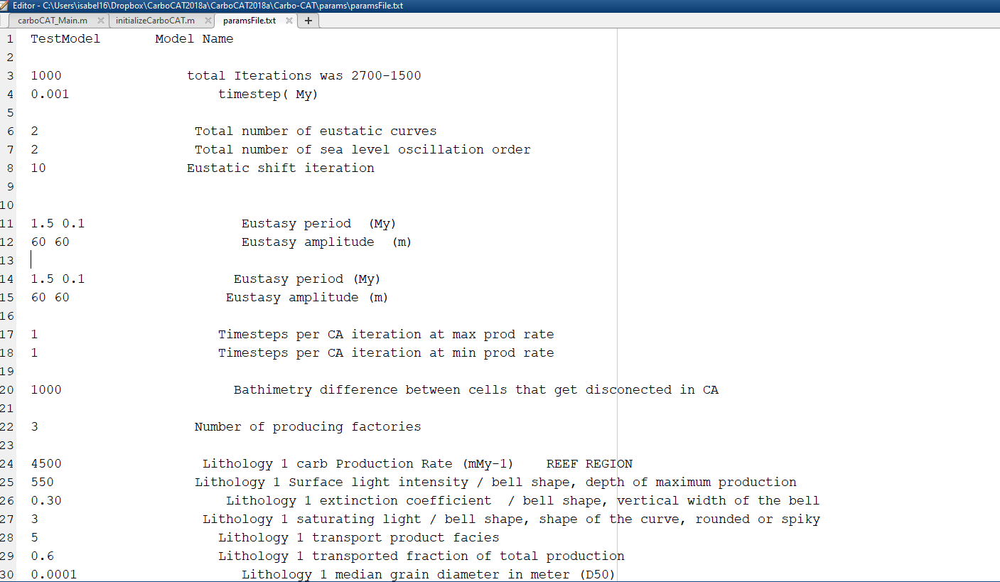 Editor - C:\Users\isabel16\Dropbox\CarboCAT2018a\CarboCAT2018a\Carbo-CAT\params\paramsFile.txt
carboCAT_Main.m initializeCarboCAT.m paramsFile.txt
1 TestModel Model Name
2
3 1000 total Iterations was 2700-1500
4 0.001 timestep( My)
5
6 2 Total number of eustatic curves
7 2 Total number of sea level oscillation order
8 10 Eustatic shift iteration
9
10
11 1.5 0.1 Eustasy period (My)
12 60 60 Eustasy amplitude (m)
13
14 1.5 0.1 Eustasy period (My)
15 60 60 Eustasy amplitude (m)
16
17 1 Timesteps per CA iteration at max prod rate
18 1 Timesteps per CA iteration at min prod rate
19
20 1000 Bathimetry difference between cells that get disconected in CA
21
22 3 Number of producing factories
23
24 4500 Lithology 1 carb Production Rate (mMy-1) REEF REGION
25 550 Lithology 1 Surface light intensity / bell shape, depth of maximum production
26 0.30 Lithology 1 extinction coefficient / bell shape, vertical width of the bell
27 3 Lithology 1 saturating light / bell shape, shape of the curve, rounded or spiky
28 5 Lithology 1 transport product facies
29 0.6 Lithology 1 transported fraction of total production
30 0.0001 Lithology 1 median grain diameter in meter (D50)